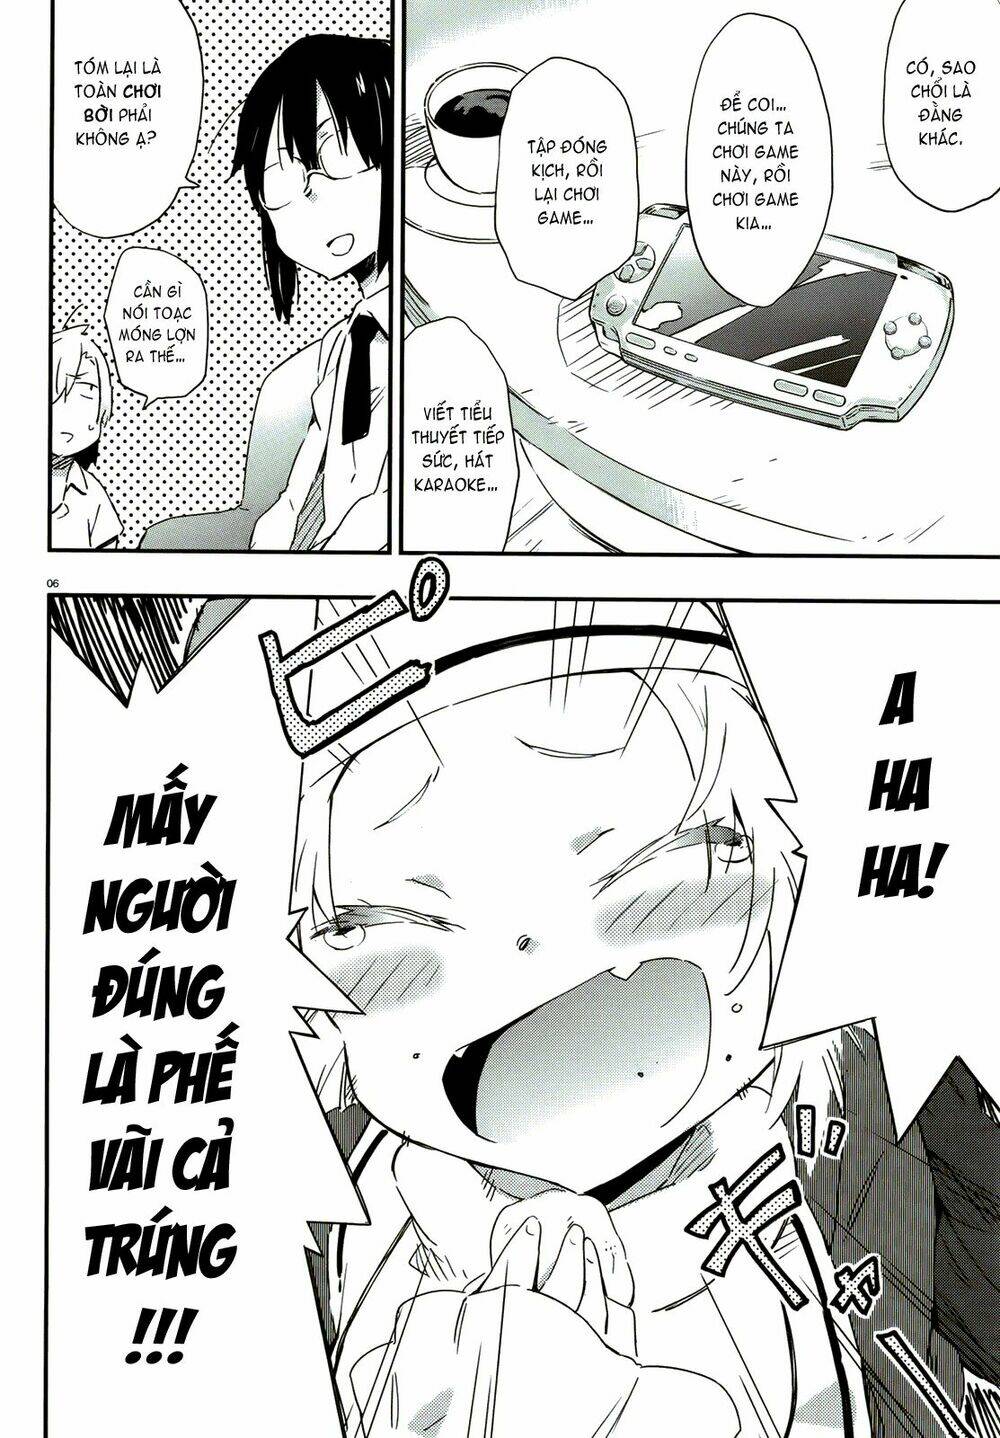 CÓ, SAO
CHỔI LÀ
ĐẰNG
KHÁC.
ĐỂ COI...
CHÚNG TA
CHƠI GAME
NÀY, RỒI
CHƠI GAME
KIA...
TẬP ĐÓNG
KỊCH, RỒI
LẠI CHƠI
GAME...
VIẾT TIỂU
THUYẾT TIẾP
SỨC, HÁT
KARAOKE...
TÓM LẠI LÀ
TOÀN CHƠI
BỜI PHẢI
KHÔNG Ạ?
CẦN GÌ
NÓI TOẠC
MÓNG LỢN
RA THẾ...
06
ピ
A
HA
HA!
MẤY
NGƯỜI
ĐÚNG
LÀ PHẾ
VÃI CẢ
TRỨNG
!!!
ギャ